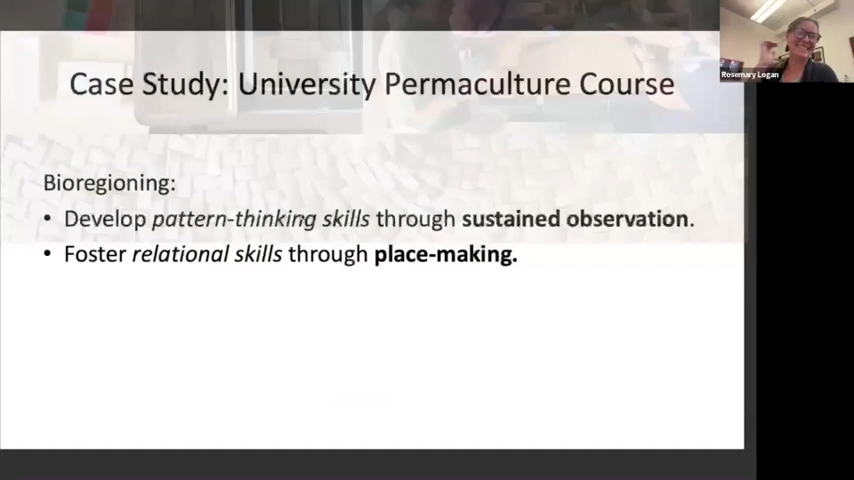 Case Study: University Permaculture Course
Rosemary Logan
Bioregioning:
• Develop pattern-thinking skills through sustained observation.
• Foster relational skills through place-making.